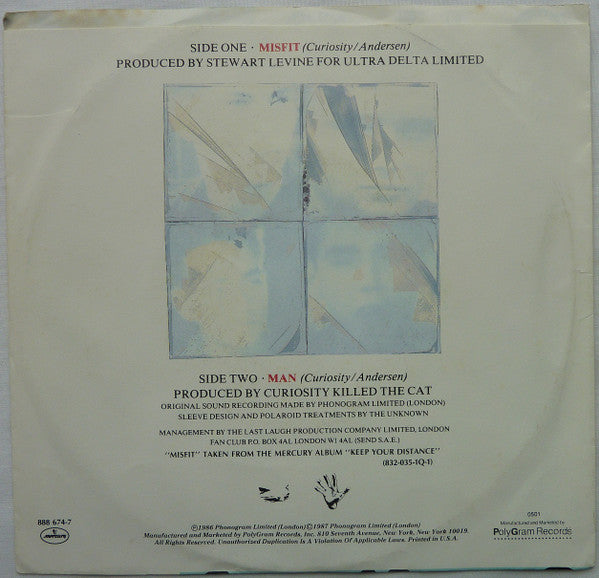 SIDE ONE · MISFIT (Curiosity/Andersen)
PRODUCED BY STEWART LEVINE FOR ULTRA DELTA LIMITED
SIDE TWO · MAN (Curiosity/Andersen)
PRODUCED BY CURIOSITY KILLED THE CAT
ORIGINAL SOUND RECORDING MADE BY PHONOGRAM LIMITED (LONDON)
SLEEVE DESIGN AND POLAROID TREATMENTS BY THE UNKNOWN
MANAGEMENT BY THE LAST LAUGH PRODUCTION COMPANY LIMITED, LONDON
FAN CLUB P.O. BOX 4AL LONDON W1 4AL (SEND S.A.E.)
"MISFIT" TAKEN FROM THE MERCURY ALBUM "KEEP YOUR DISTANCE"
(832-035-1Q-1)
888 674-7
mercury
℗1986 Phonogram Limited (London)©1987 Phonogram Limited (London)
Manufactured and Marketed by PolyGram Records, Inc. 810 Seventh Avenue, New York, New York 10019.
All Rights Reserved. Unauthorized Duplication Is A Violation Of Applicable Laws. Printed in U.S.A.
0501
Manufactured and Marketed by
PolyGram Records